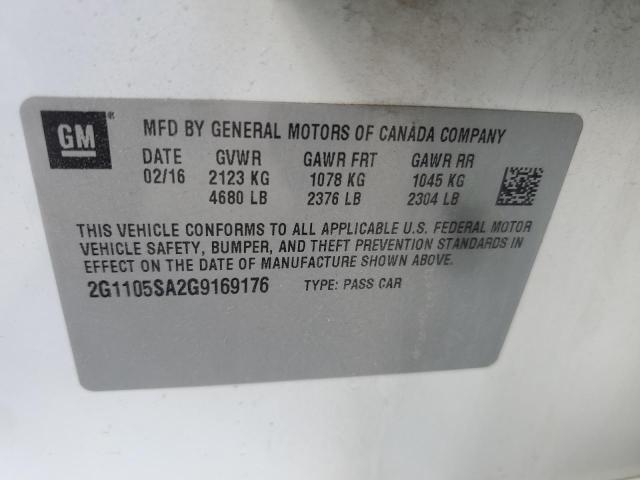 GM®
MFD BY GENERAL MOTORS OF CANADA COMPANY
DATE GVWR GAWR FRT GAWR RR
02/16 2123 KG 1078 KG 1045 KG
4680 LB 2376 LB 2304 LB
THIS VEHICLE CONFORMS TO ALL APPLICABLE U.S. FEDERAL MOTOR
VEHICLE SAFETY, BUMPER, AND THEFT PREVENTION STANDARDS IN
EFFECT ON THE DATE OF MANUFACTURE SHOWN ABOVE.
2G1105SA2G9169176 TYPE: PASS CAR